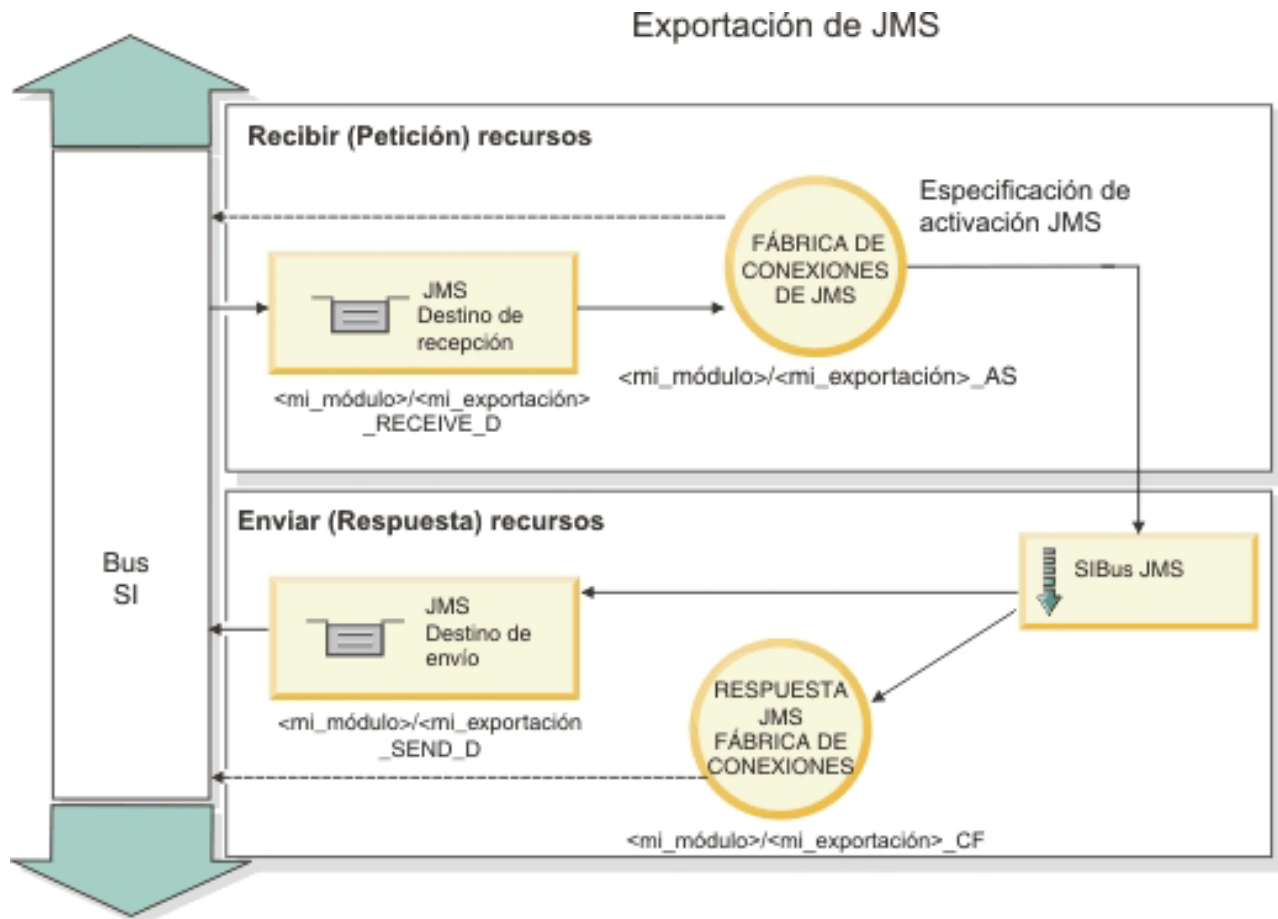 Exportación de JMS
Recibir (Petición) recursos
Especificación de
activación JMS
FÁBRICA DE
CONEXIONES
DE JMS
JMS
Destino de
recepción
<mi_módulo>/<mi_exportación>_AS
<mi_módulo>/<mi_exportación>
_RECEIVE_D
Bus
SI
Enviar (Respuesta) recursos
SIBus JMS
JMS
Destino de
envío
RESPUESTA
JMS
FÁBRICA DE
CONEXIONES
<mi_módulo>/<mi_exportación
_SEND_D
<mi_módulo>/<mi_exportación>_CF